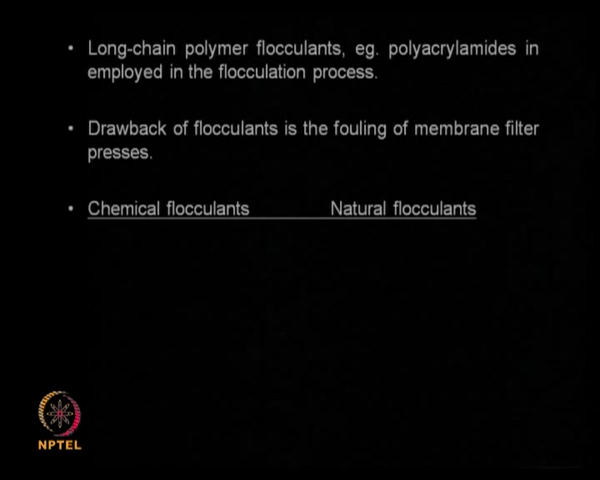 • Long-chain polymer flocculants, eg. polyacrylamides in
employed in the flocculation process.
• Drawback of flocculants is the fouling of membrane filter
presses.
• Chemical flocculants Natural flocculants
NPTEL